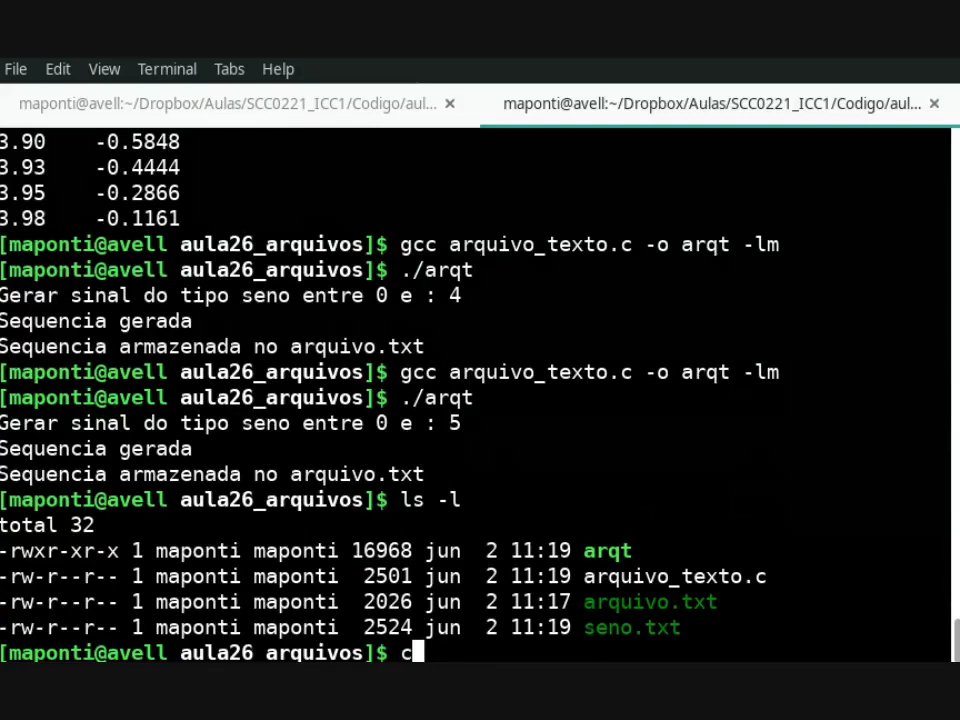 File Edit View Terminal Tabs Help
maponti@avell:~/Dropbox/Aulas/SCC0221_ICC1/Codigo/aul... × maponti@avell:~/Dropbox/Aulas/SCC0221_ICC1/Codigo/aul... ×
3.90 -0.5848
3.93 -0.4444
3.95 -0.2866
3.98 -0.1161
[maponti@avell aula26_arquivos]$ gcc arquivo_texto.c -o arqt -lm
[maponti@avell aula26_arquivos]$ ./arqt
Gerar sinal do tipo seno entre 0 e : 4
Sequencia gerada
Sequencia armazenada no arquivo.txt
[maponti@avell aula26_arquivos]$ gcc arquivo_texto.c -o arqt -lm
[maponti@avell aula26_arquivos]$ ./arqt
Gerar sinal do tipo seno entre 0 e : 5
Sequencia gerada
Sequencia armazenada no arquivo.txt
[maponti@avell aula26_arquivos]$ ls -l
total 32
-rwxr-xr-x 1 maponti maponti 16968 jun 2 11:19 arqt
-rw-r--r-- 1 maponti maponti 2501 jun 2 11:19 arquivo_texto.c
-rw-r--r-- 1 maponti maponti 2026 jun 2 11:17 arquivo.txt
-rw-r--r-- 1 maponti maponti 2524 jun 2 11:19 seno.txt
[maponti@avell aula26_arquivos]$ c